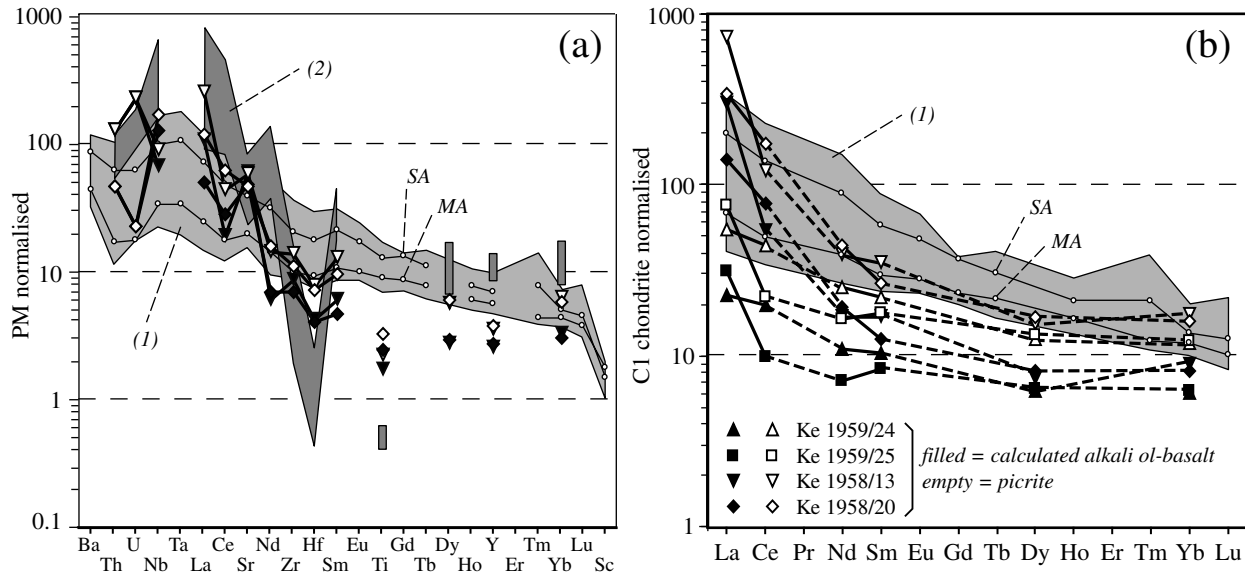 1000
100
10
1
0.1
PM normalised
(a)
(2)
SA
MA
(1)
Ba U Ta Ce Nd Hf Eu Gd Dy Y Tm Lu
Th Nb La Sr Zr Sm Ti Tb Ho Er Yb Sc
1000
100
10
1
C1 chondrite normalised
(b)
(1)
SA
MA
Ke 1959/24
Ke 1959/25
Ke 1958/13
Ke 1958/20
filled = calculated alkali ol-basalt
empty = picrite
La Ce Pr Nd Sm Eu Gd Tb Dy Ho Er Tm Yb Lu